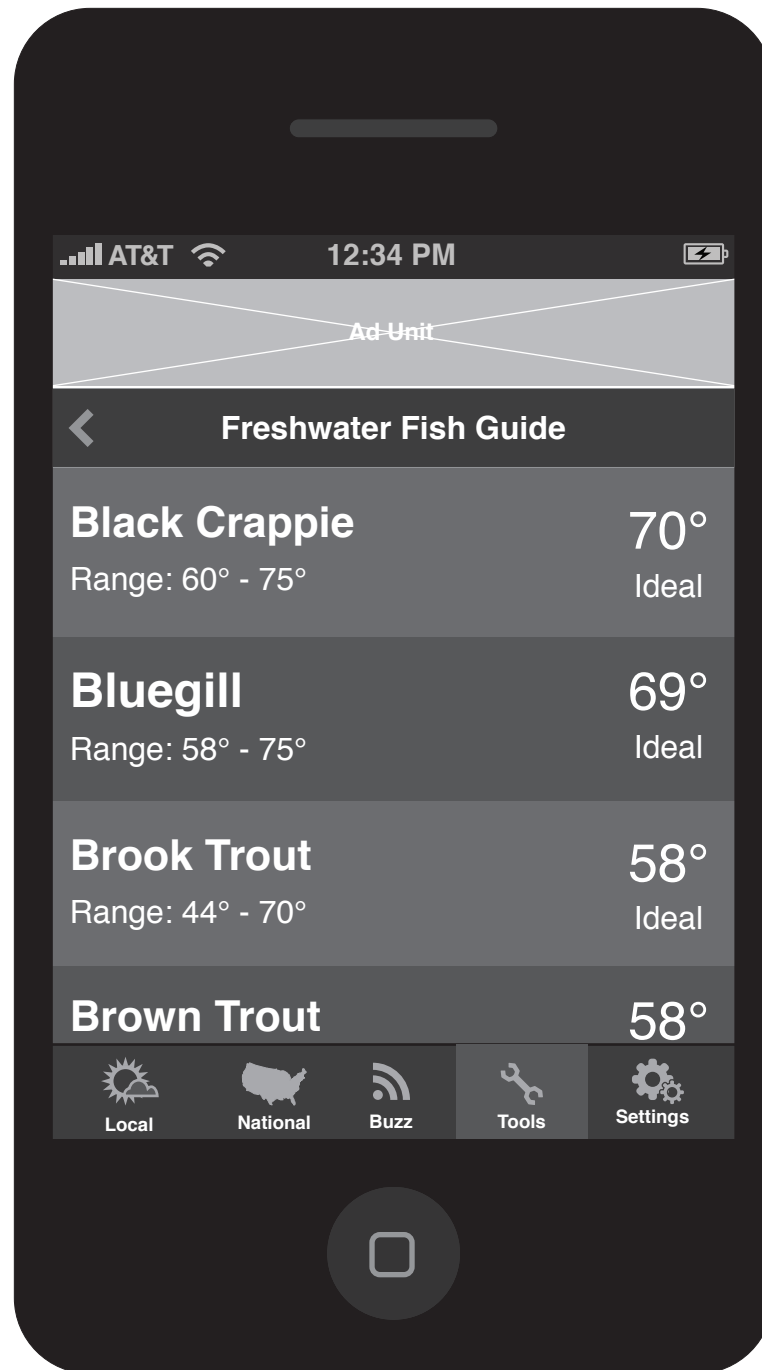 AT&T 12:34 PM
Ad Unit
Freshwater Fish Guide
Black Crappie
Range: 60° - 75°
70°
Ideal
Bluegill
Range: 58° - 75°
69°
Ideal
Brook Trout
Range: 44° - 70°
58°
Ideal
Brown Trout
58°
Local National Buzz Tools Settings